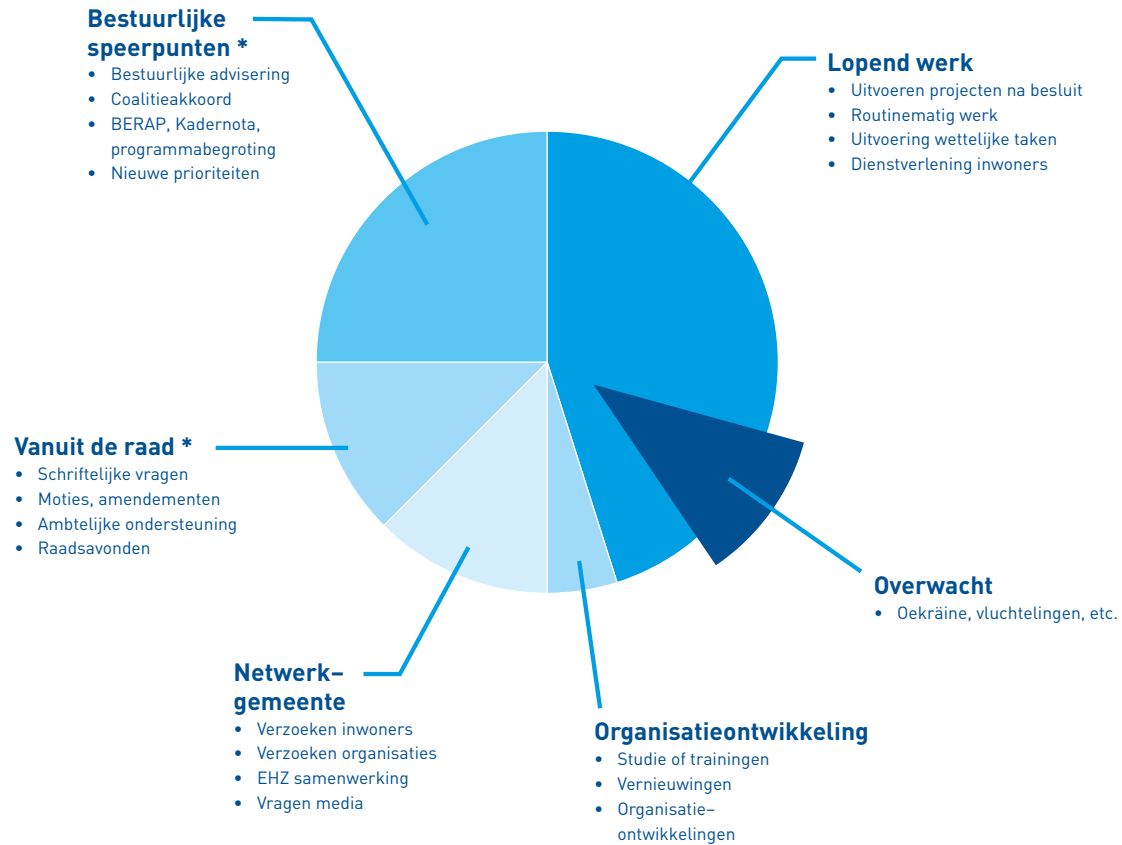 Bestuurlijke
speerpunten *
• Bestuurlijke advisering
• Coalitieakkoord
• BERAP, Kadernota,
programmabegroting
• Nieuwe prioriteiten
Lopend werk
• Uitvoeren projecten na besluit
• Routinematig werk
• Uitvoering wettelijke taken
• Dienstverlening inwoners
Vanuit de raad *
• Schriftelijke vragen
• Moties, amendementen
• Ambtelijke ondersteuning
• Raadsavonden
Overwacht
• Oekräine, vluchtelingen, etc.
Netwerk–
gemeente
• Verzoeken inwoners
• Verzoeken organisaties
• EHZ samenwerking
• Vragen media
Organisatieontwikkeling
• Studie of trainingen
• Vernieuwingen
• Organisatie–
ontwikkelingen